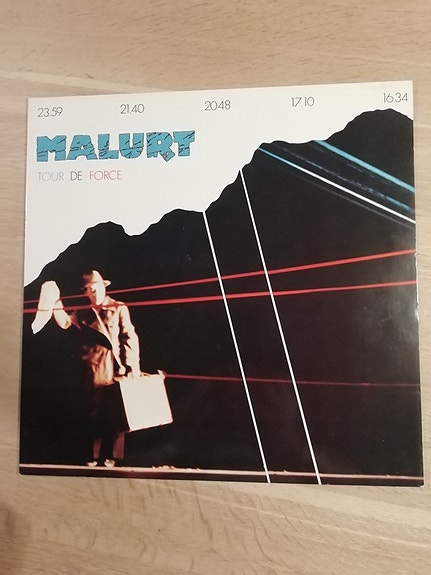 23.59 21.40 20.48 17.10 16.34
MALURT
TOUR DE FORCE